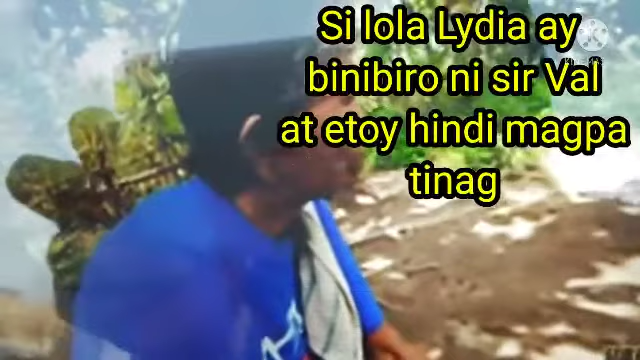 Si lola Lydia ay
binibiro ni sir Val
at etoy hindi magpa
tinag